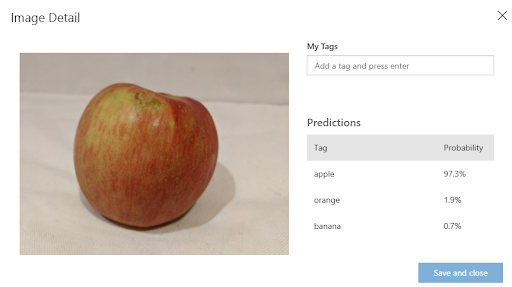 Image Detail
My Tags
Add a tag and press enter
Predictions
Tag Probability
apple 97.3%
orange 1.9%
banana 0.7%
Save and close